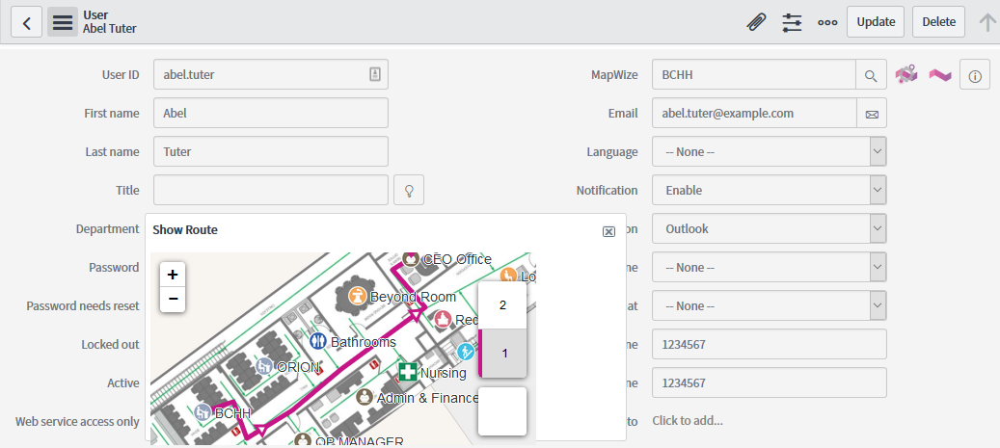 User
Abel Tuter
Update
Delete
User ID
abel.tuter
MapWize
BCHH
First name
Abel
Email
abel.tuter@example.com
Last name
Tuter
Language
-- None --
Title
Notification
Enable
Department
on
Outlook
Password
ne
-- None --
Password needs reset
at
-- None --
Locked out
ne
1234567
Active
ne
1234567
Web service access only
to
Click to add...
Show Route
+
-
CEO Office
Lo
Beyond Room
2
Rec
Bathrooms
1
ORION
Nursing
Admin & Finance
BCHH
OP MANAGER